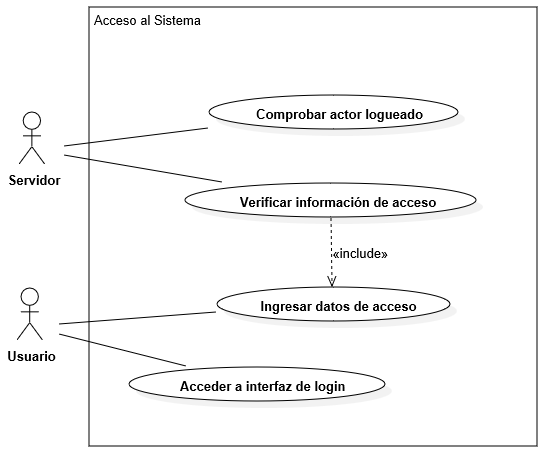 Acceso al Sistema
Comprobar actor logueado
Servidor
Verificar información de acceso
«include»
Ingresar datos de acceso
Usuario
Acceder a interfaz de login